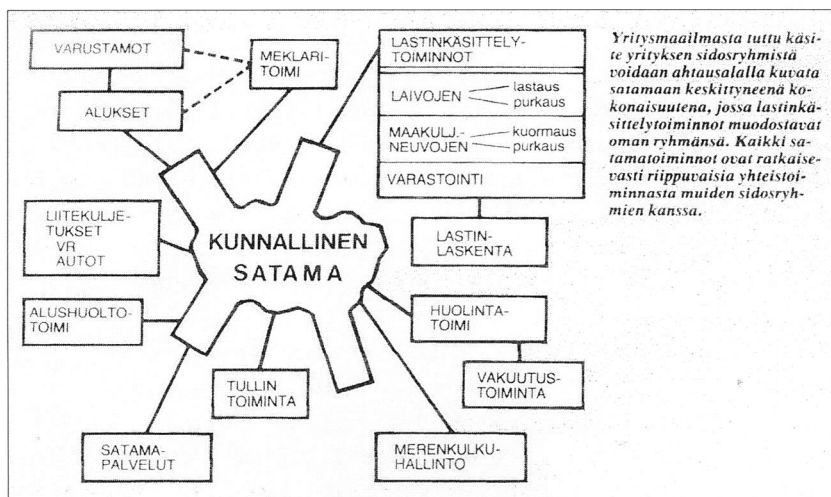 VARUSTAMOT
MEKLARI-
TOIMI
ALUKSET
LASTINKÄSITTELY-
TOIMINNOT
LAIVOJEN
lastaus
purkaus
MAAKULJ.-
NEUVOJEN
kuormaus
purkaus
VARASTOINTI
LASTIN-
LASKENTA
LIITEKULJE-
TUKSET
VR
AUTOT
KUNNALLINEN
SATAMA
ALUSHUOLTO-
TOIMI
HUOLINTA-
TOIMI
TULLIN
TOIMINTA
VAKUUTUS-
TOIMINTA
SATAMA-
PALVELUT
MERENKULKU-
HALLINTO
Yritysmaailmasta tuttu käsi-
te yrityksen sidosryhmistä
voidaan ahtausalalla kuvata
satamaan keskittyneenä ko-
konaisuutena, jossa lastinkä-
sittelytoiminnot muodostavat
oman ryhmänsä. Kaikki sa-
tamatoiminnot ovat ratkaise-
vasti riippuvaisia yhteistoi-
minnasta muiden sidosryh-
mien kanssa.